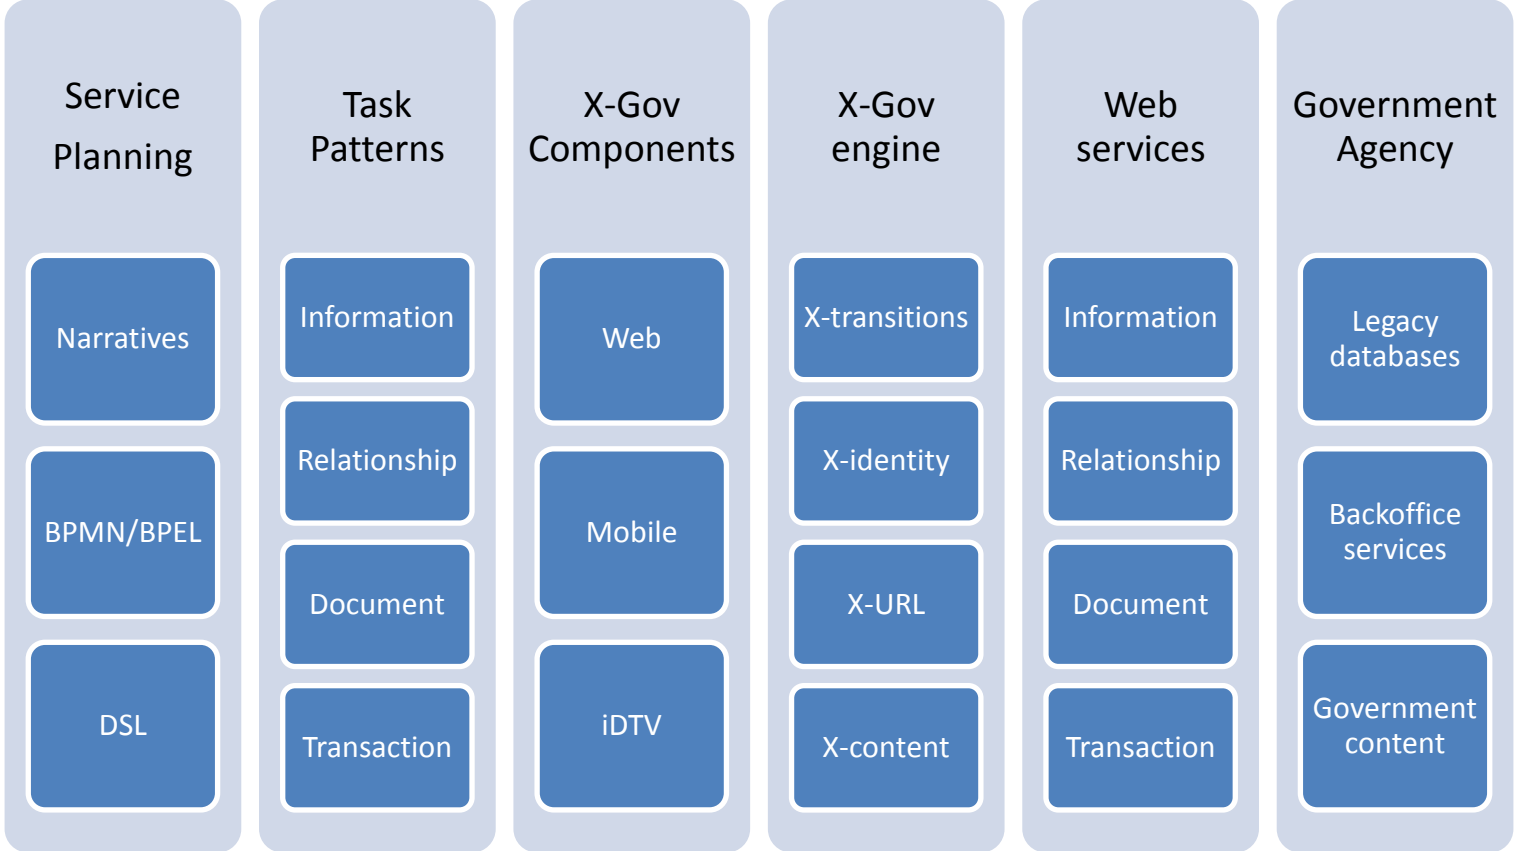 Service
Planning
Narratives
BPMN/BPEL
DSL
Task
Patterns
Information
Relationship
Document
Transaction
X-Gov
Components
Web
Mobile
iDTV
X-Gov
engine
X-transitions
X-identity
X-URL
X-content
Web
services
Information
Relationship
Document
Transaction
Government
Agency
Legacy
databases
Backoffice
services
Government
content